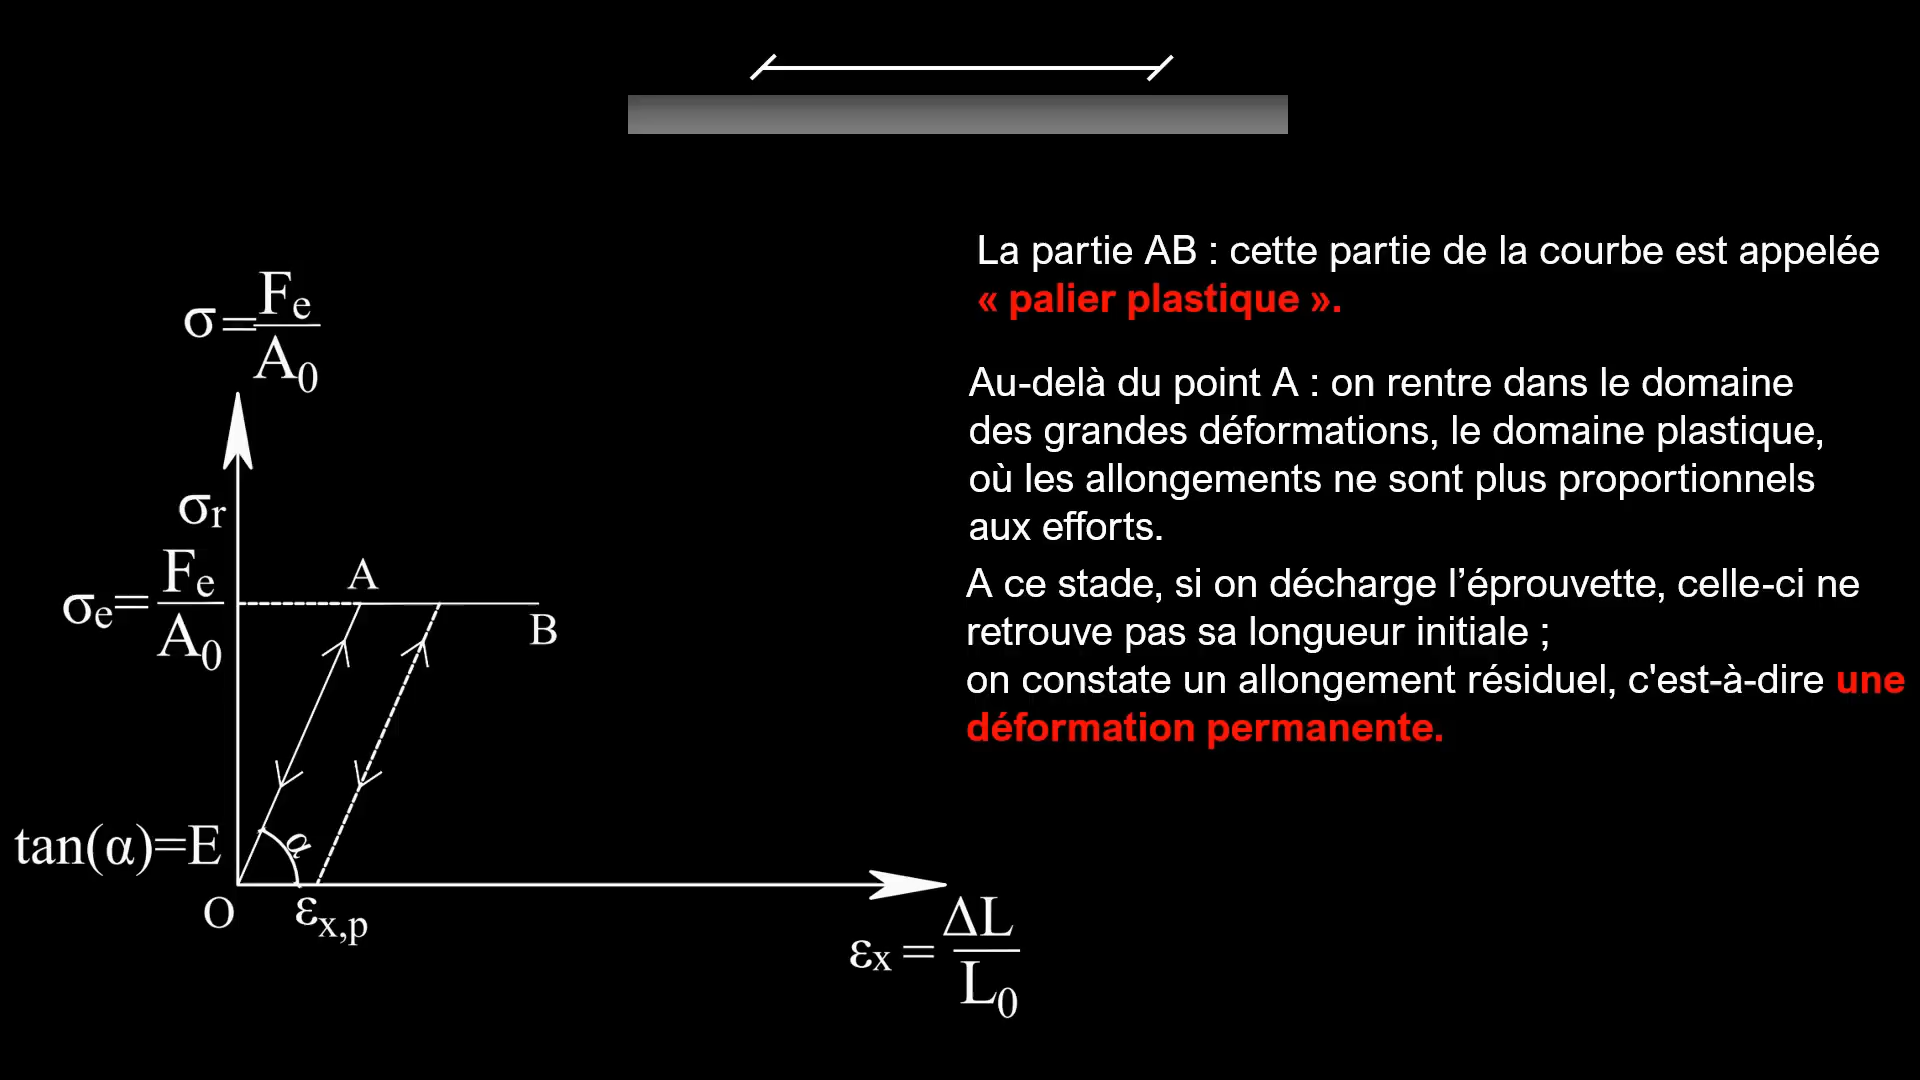 La partie AB : cette partie de la courbe est appelée
« palier plastique ».
Au-delà du point A : on rentre dans le domaine
des grandes déformations, le domaine plastique,
où les allongements ne sont plus proportionnels
aux efforts.
A ce stade, si on décharge l’éprouvette, celle-ci ne
retrouve pas sa longueur initiale ;
on constate un allongement résiduel, c'est-à-dire une
déformation permanente.
σ=Fe/A0
σr
σe=Fe/A0
A
B
tan(α)=E
α
O
εx,p
εx = ΔL/L0